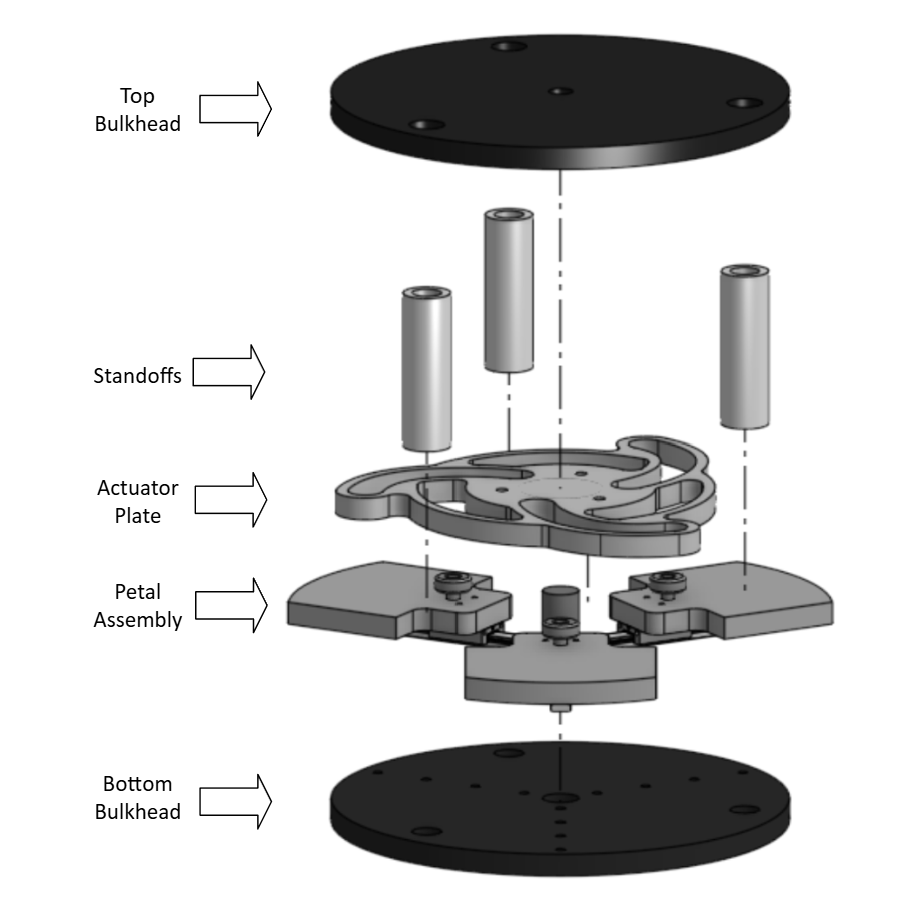 Top
Bulkhead
Standoffs
Actuator
Plate
Petal
Assembly
Bottom
Bulkhead